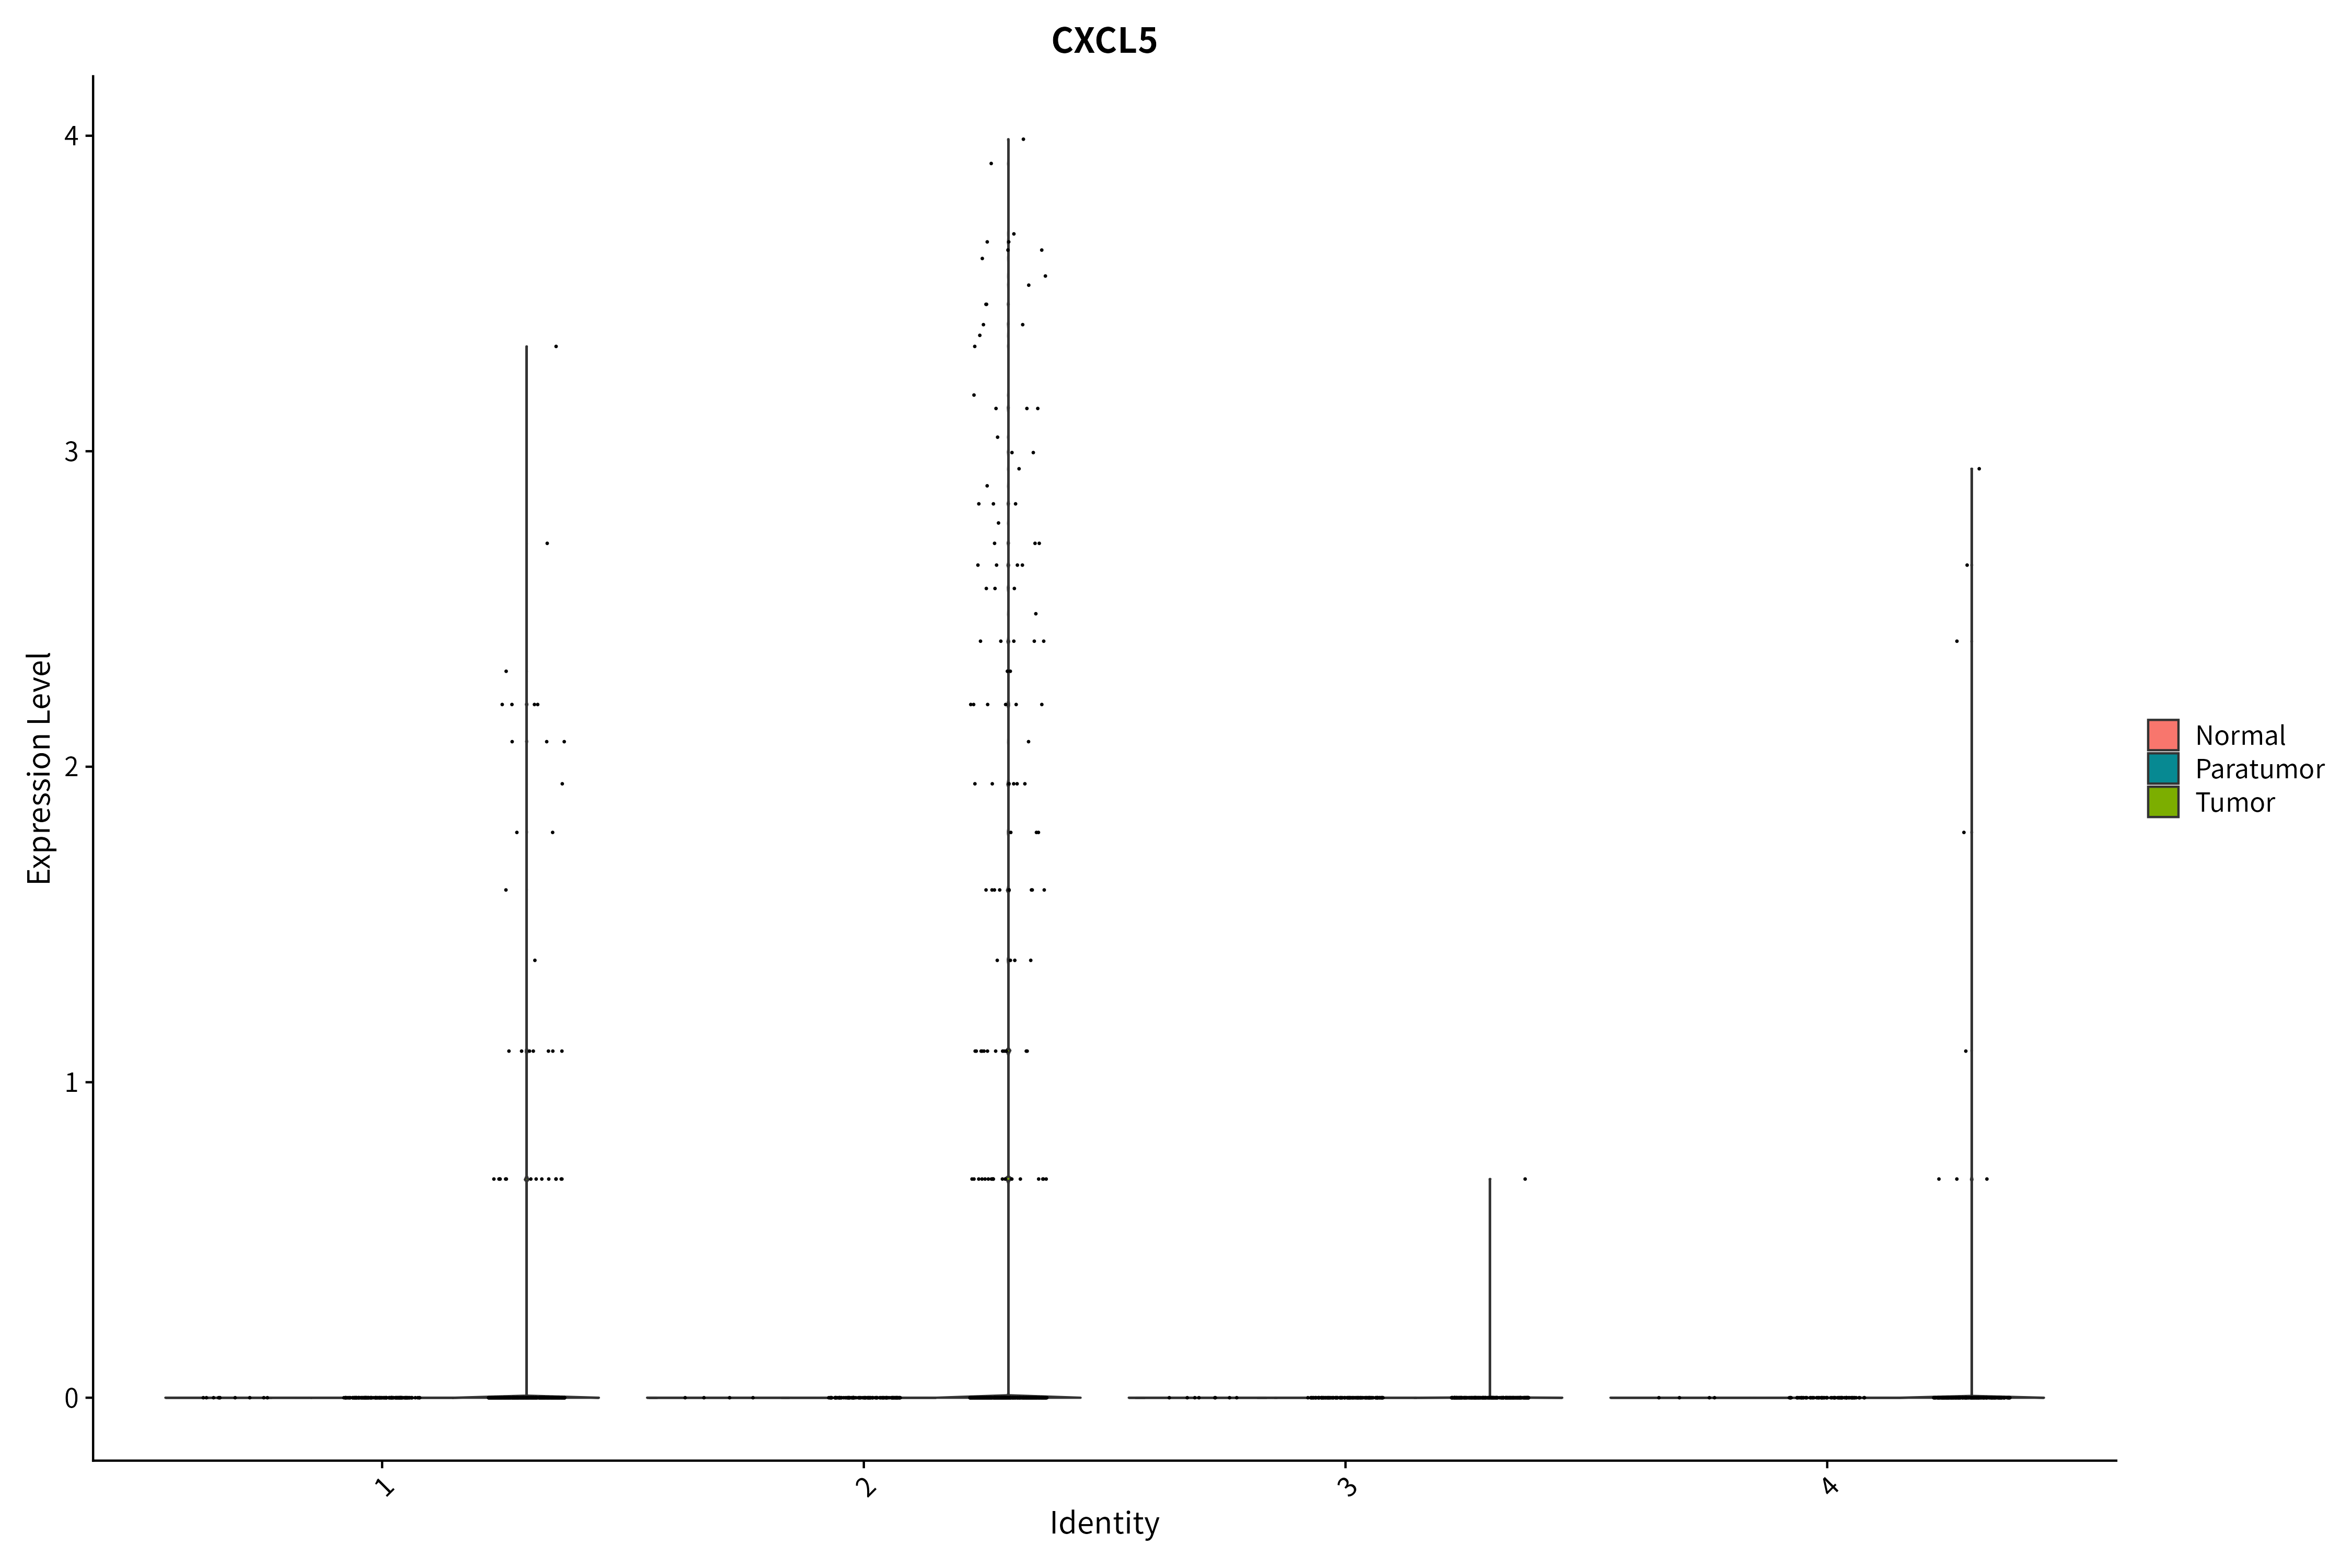 CXCL5
4
3
2
1
0
Expression Level
1
2
3
4
Identity
Normal
Paratumor
Tumor